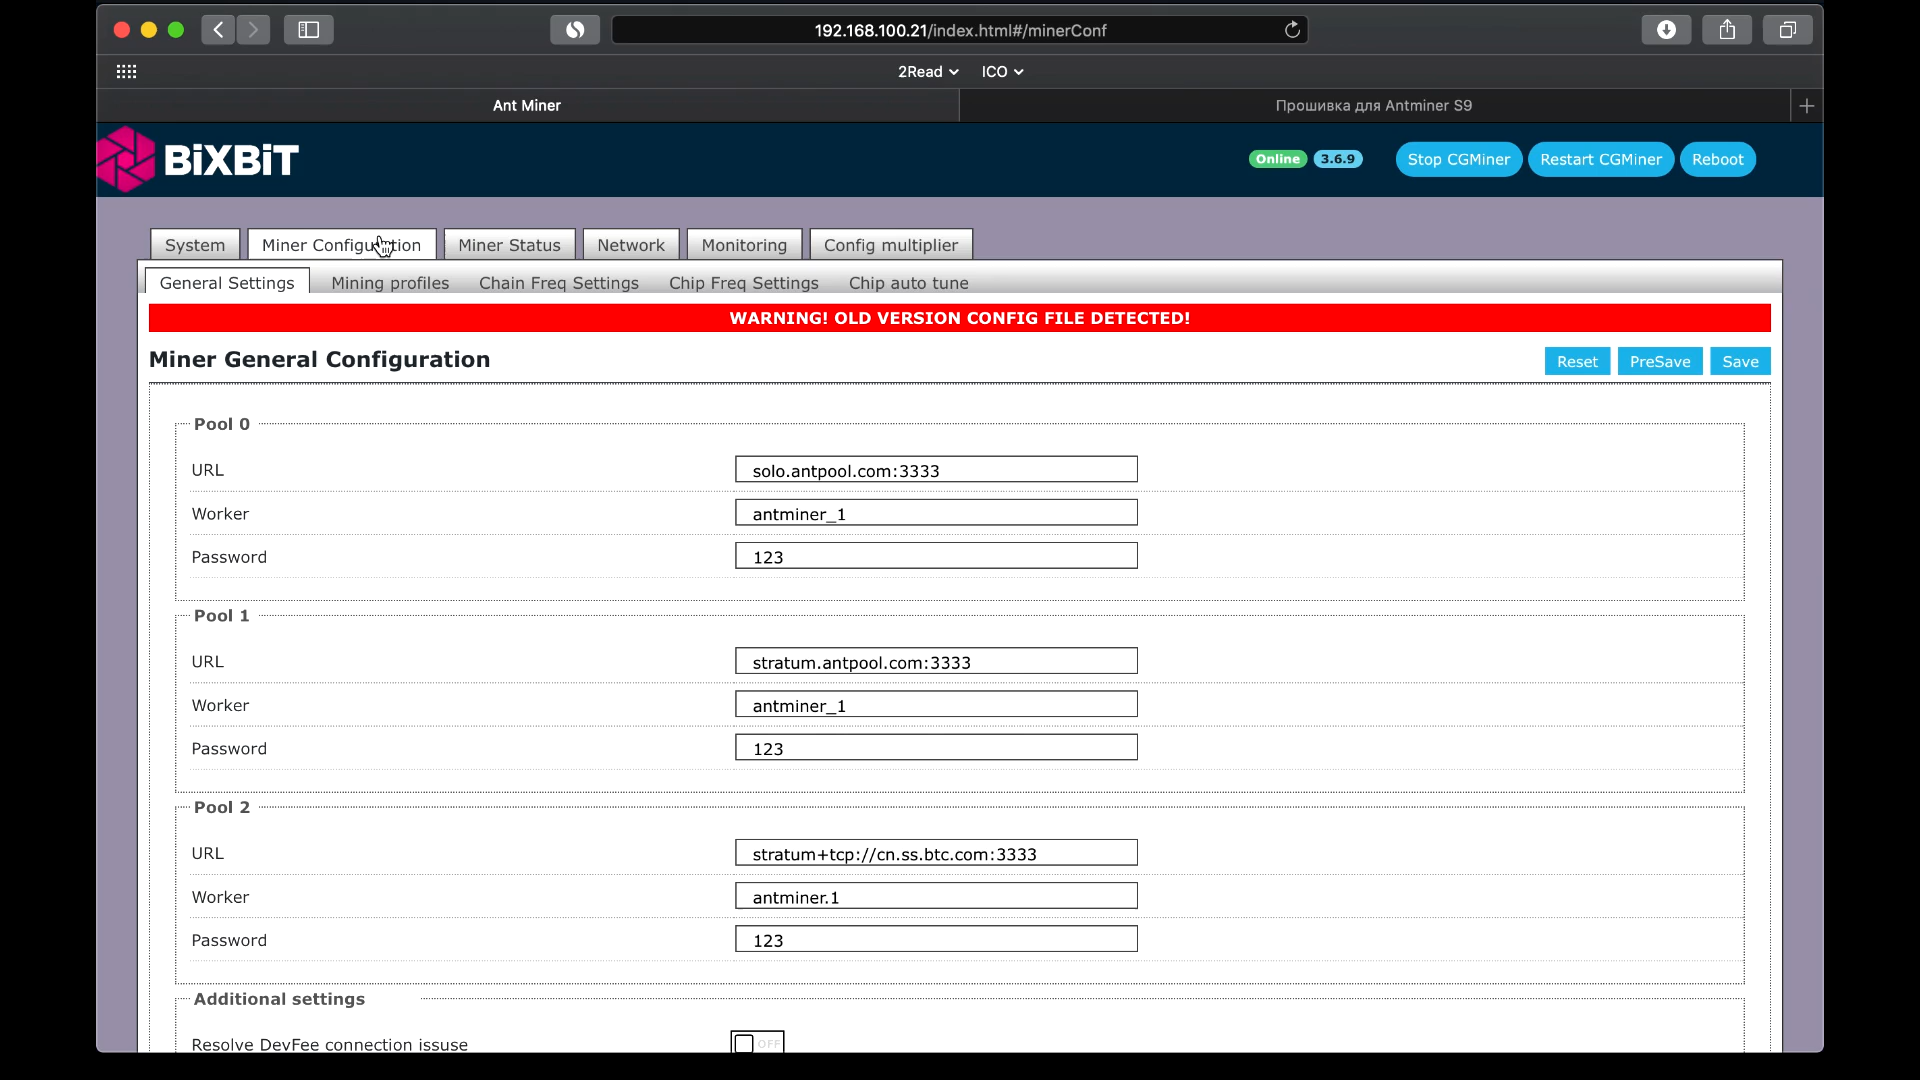 192.168.100.21/index.html#/minerConf
2Read ICO
Ant Miner
Прошивка для Antminer S9
BiXBiT
Online 3.6.9 Stop CGMiner Restart CGMiner Reboot
System Miner Configuration Miner Status Network Monitoring Config multiplier
General Settings Mining profiles Chain Freq Settings Chip Freq Settings Chip auto tune
WARNING! OLD VERSION CONFIG FILE DETECTED!
Miner General Configuration
Reset PreSave Save
Pool 0
URL solo.antpool.com:3333
Worker antminer_1
Password 123
Pool 1
URL stratum.antpool.com:3333
Worker antminer_1
Password 123
Pool 2
URL stratum+tcp://cn.ss.btc.com:3333
Worker antminer.1
Password 123
Additional settings
Resolve DevFee connection issuse OFF